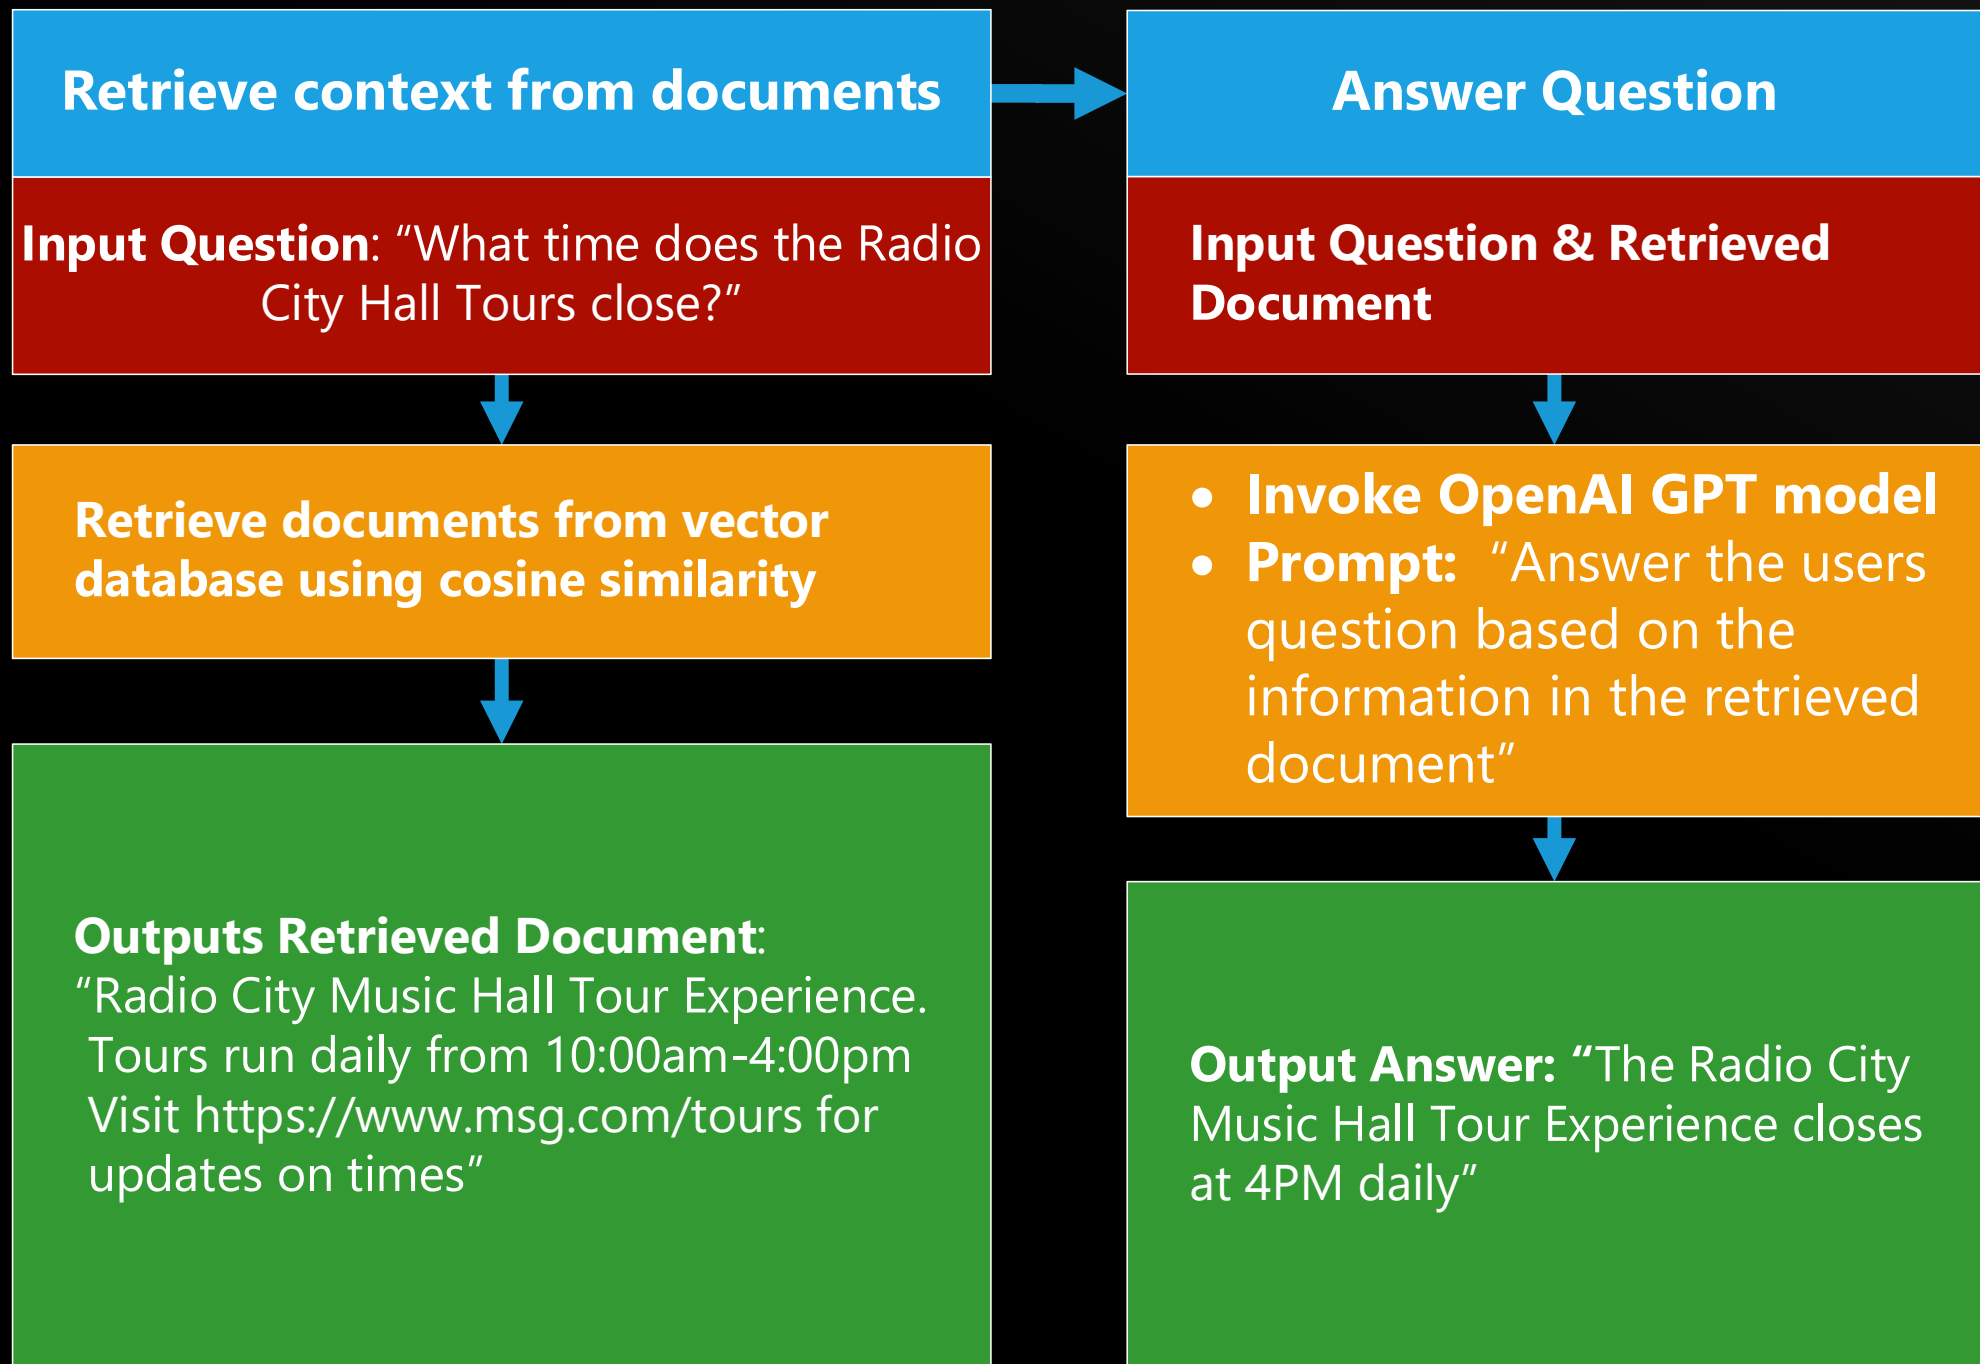 Retrieve context from documents
Input Question: “What time does the Radio
City Hall Tours close?”
Retrieve documents from vector
database using cosine similarity
Outputs Retrieved Document:
“Radio City Music Hall Tour Experience.
Tours run daily from 10:00am-4:00pm
Visit https://www.msg.com/tours for
updates on times”
Answer Question
Input Question & Retrieved
Document
• Invoke OpenAI GPT model
• Prompt: “Answer the users
question based on the
information in the retrieved
document”
Output Answer: “The Radio City
Music Hall Tour Experience closes
at 4PM daily”